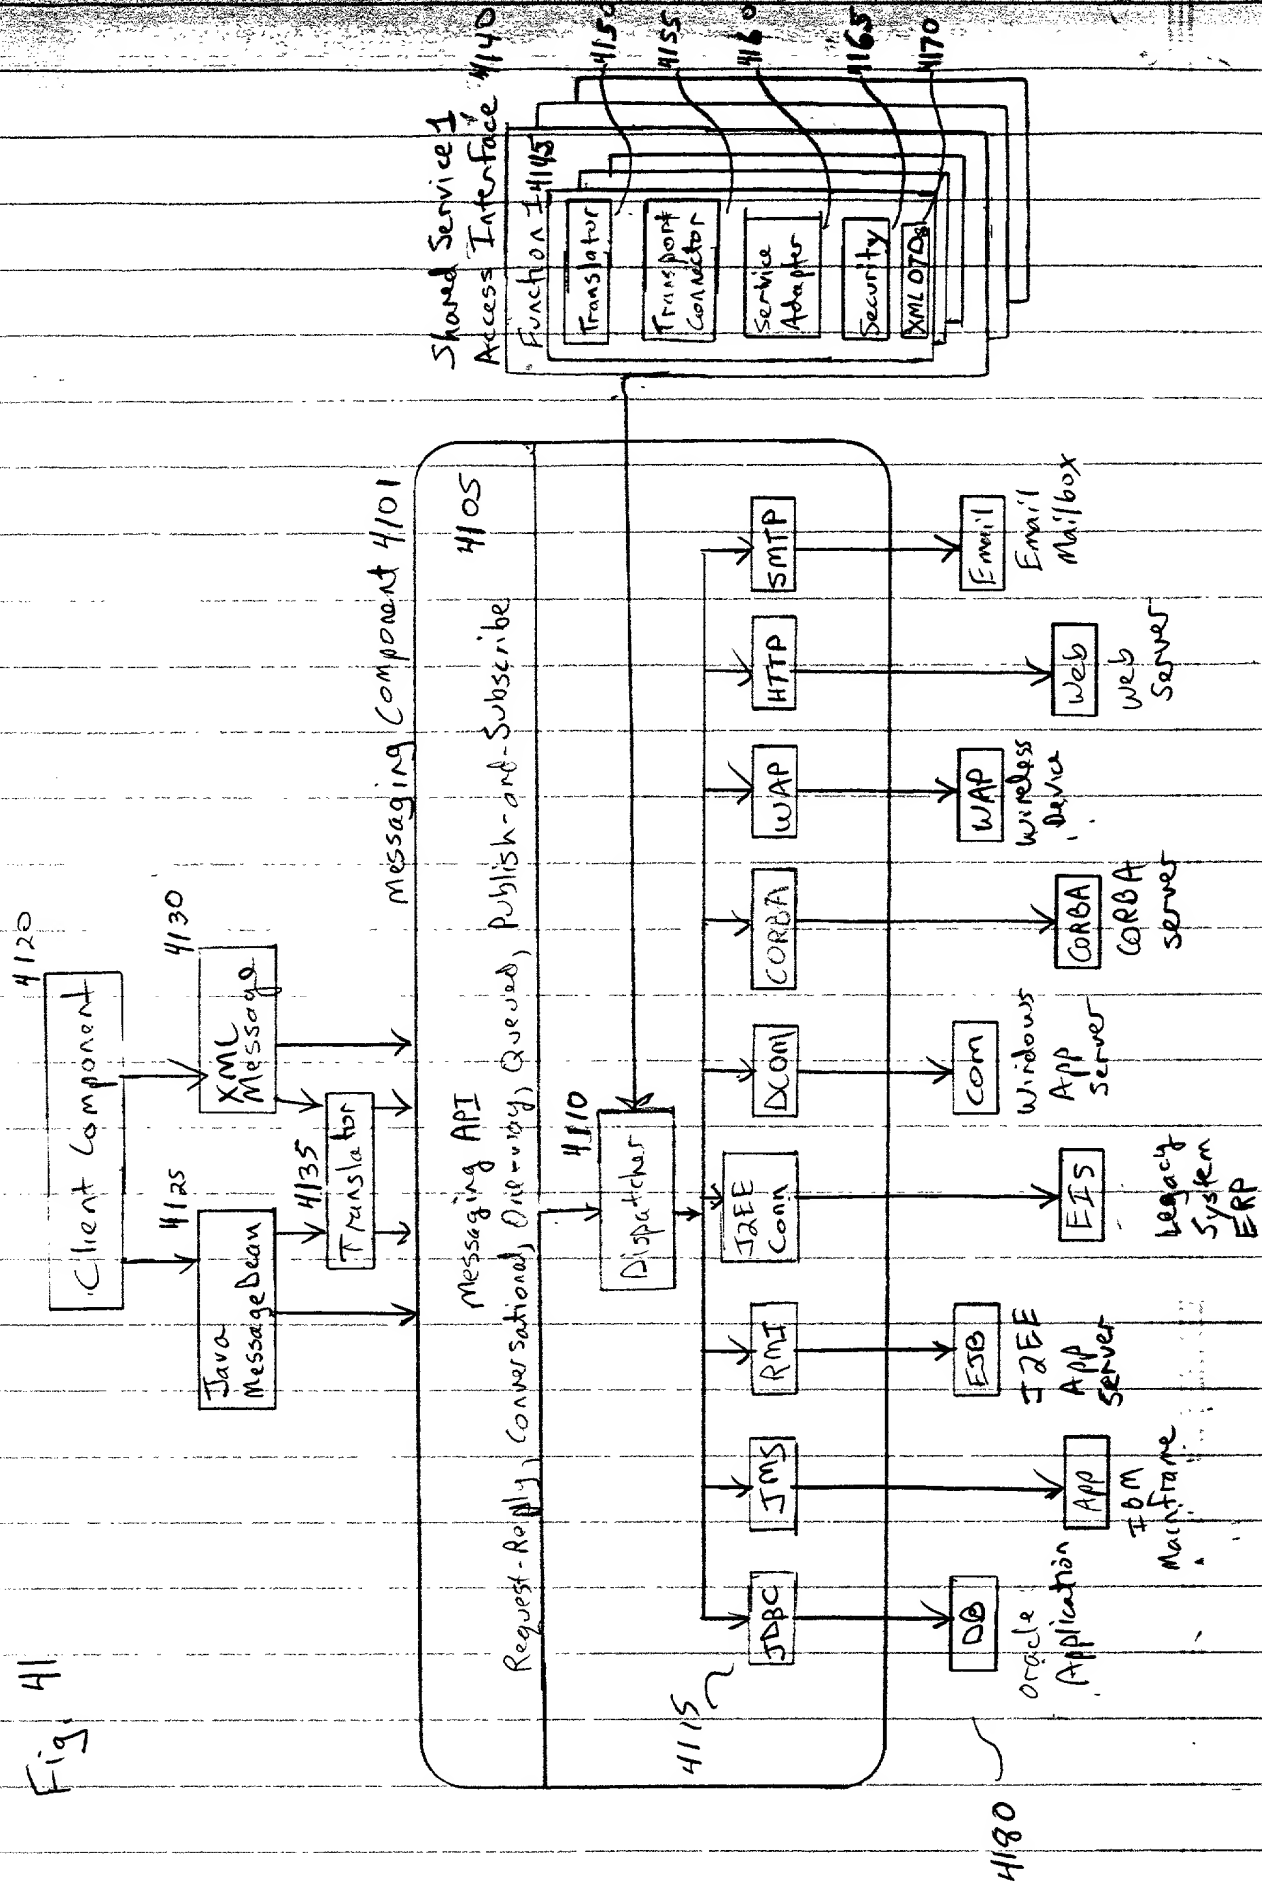 Fig. 41
Client Component
4120
4125
Java
MessageBean
4130
XML
Message
4135
Translator
Messaging Component 4101
Messaging API
4105
Request-Reply, Conversational, One-way, Queued, Publish-and-Subscribe
4110
Dispatcher
4115
JDBC
JMS
RMI
J2EE
Conn
DCOM
CORBA
WAP
HTTP
SMTP
4180
DB
Oracle
Application
App
IBM
Mainframe
EJB
J2EE
App
Server
EIS
Legacy
System
ERP
COM
Windows
App
Server
CORBA
CORBA
Server
WAP
Wireless
Device
Web
Web
Server
Email
Email
Mailbox
Shared Service 1
Access Interface 4140
Function 1 4145
Translator
4150
Transport
Connector
4155
Service
Adapter
4160
Security
4165
XML DTDs
4170